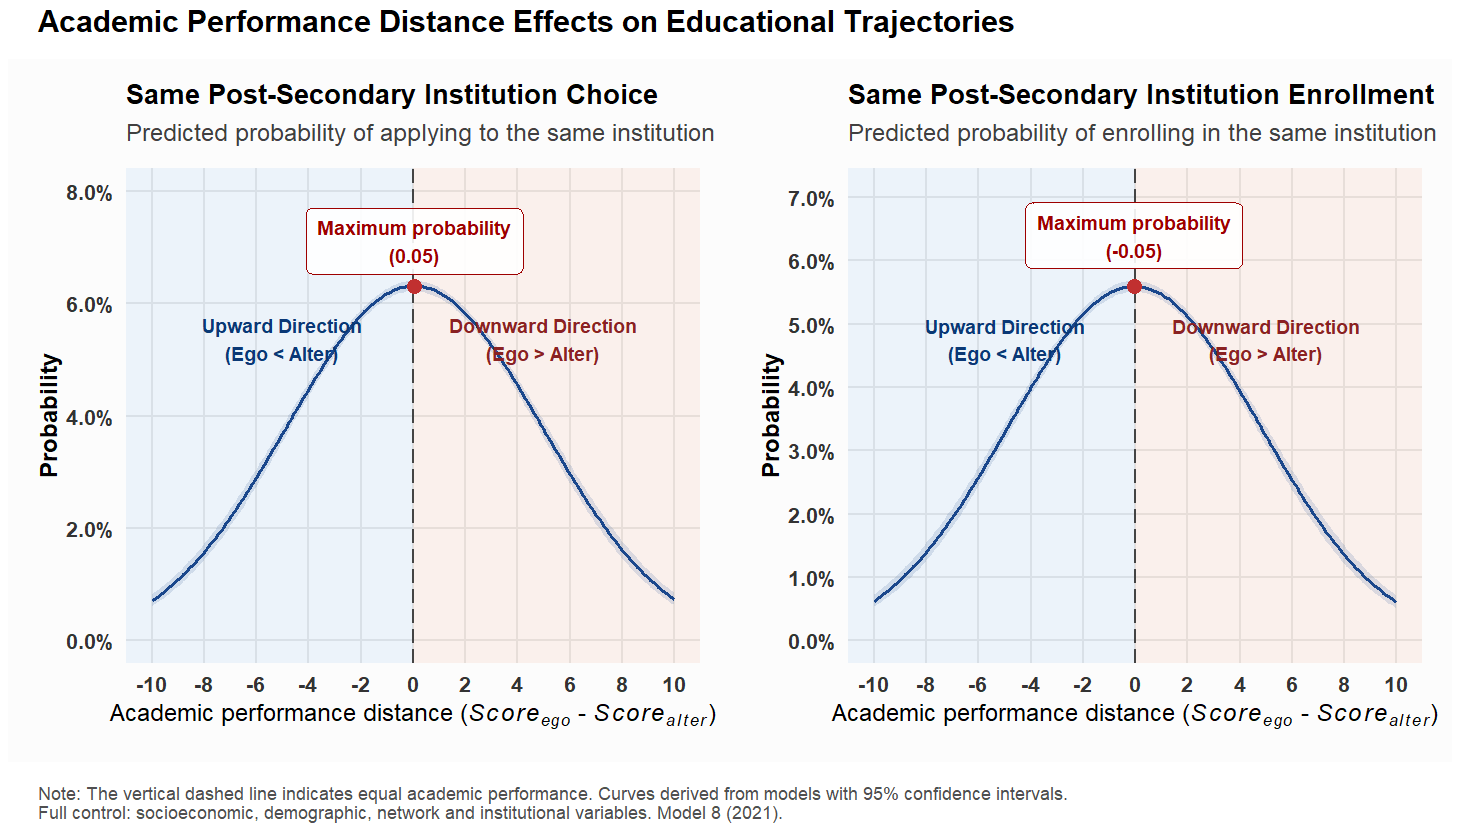 Academic Performance Distance Effects on Educational Trajectories
Same Post-Secondary Institution Choice
Predicted probability of applying to the same institution
8.0%
6.0%
4.0%
2.0%
0.0%
Probability
Maximum probability
(0.05)
Upward Direction
(Ego < Alter)
Downward Direction
(Ego > Alter)
-10 -8 -6 -4 -2 0 2 4 6 8 10
Academic performance distance (Score_ego - Score_alter)
Same Post-Secondary Institution Enrollment
Predicted probability of enrolling in the same institution
7.0%
6.0%
5.0%
4.0%
3.0%
2.0%
1.0%
0.0%
Probability
Maximum probability
(-0.05)
Upward Direction
(Ego < Alter)
Downward Direction
(Ego > Alter)
-10 -8 -6 -4 -2 0 2 4 6 8 10
Academic performance distance (Score_ego - Score_alter)
Note: The vertical dashed line indicates equal academic performance. Curves derived from models with 95% confidence intervals.
Full control: socioeconomic, demographic, network and institutional variables. Model 8 (2021).